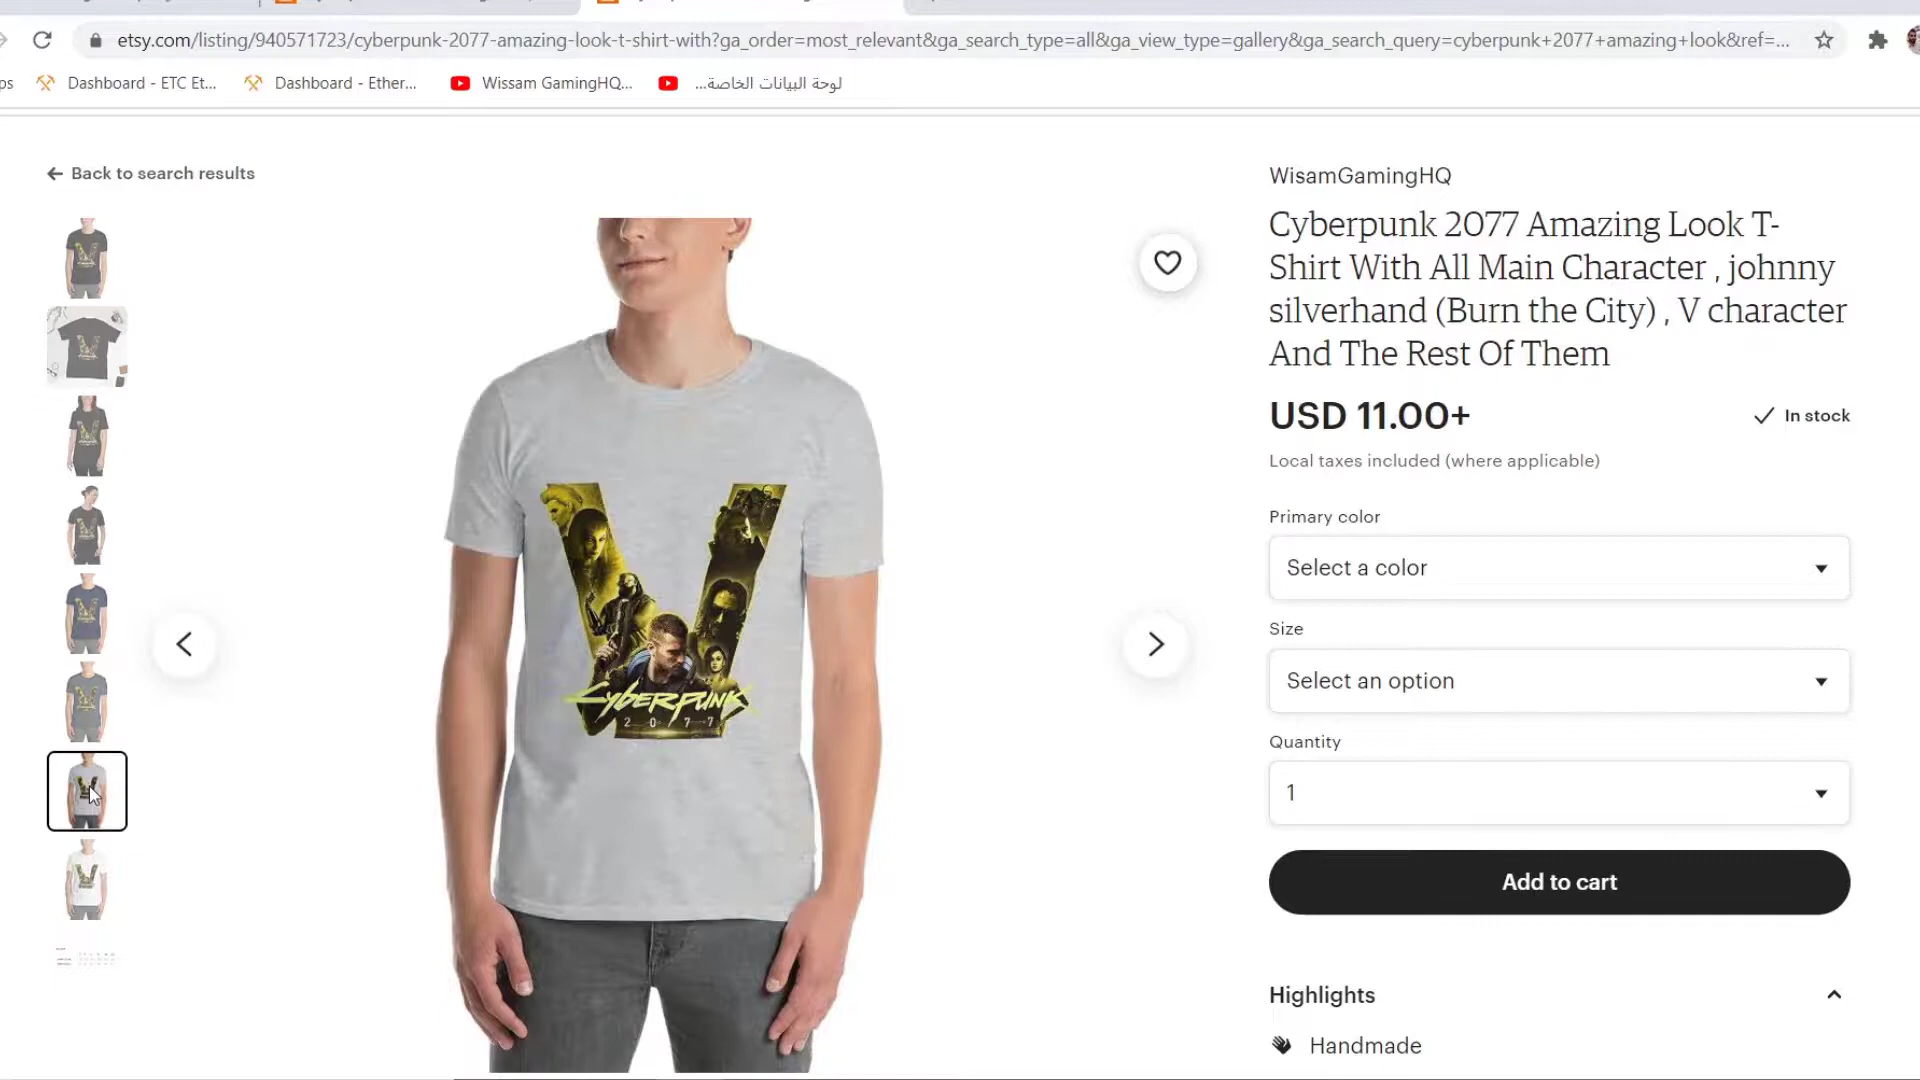 etsy.com/listing/940571723/cyberpunk-2077-amazing-look-t-shirt-with?ga_order=most_relevant&ga_search_type=all&ga_view_type=gallery&ga_search_query=cyberpunk+2077+amazing+look&ref=...
ps Dashboard - ETC Et... Dashboard - Ether... Wissam GamingHQ... لوحة البيانات الخاصة...
Back to search results
WisamGamingHQ
Cyberpunk 2077 Amazing Look T-
Shirt With All Main Character , johnny
silverhand (Burn the City) , V character
And The Rest Of Them
USD 11.00+
In stock
Local taxes included (where applicable)
Primary color
Select a color
Size
Select an option
Quantity
1
Add to cart
Highlights
Handmade
V
Cyberpunk
2077